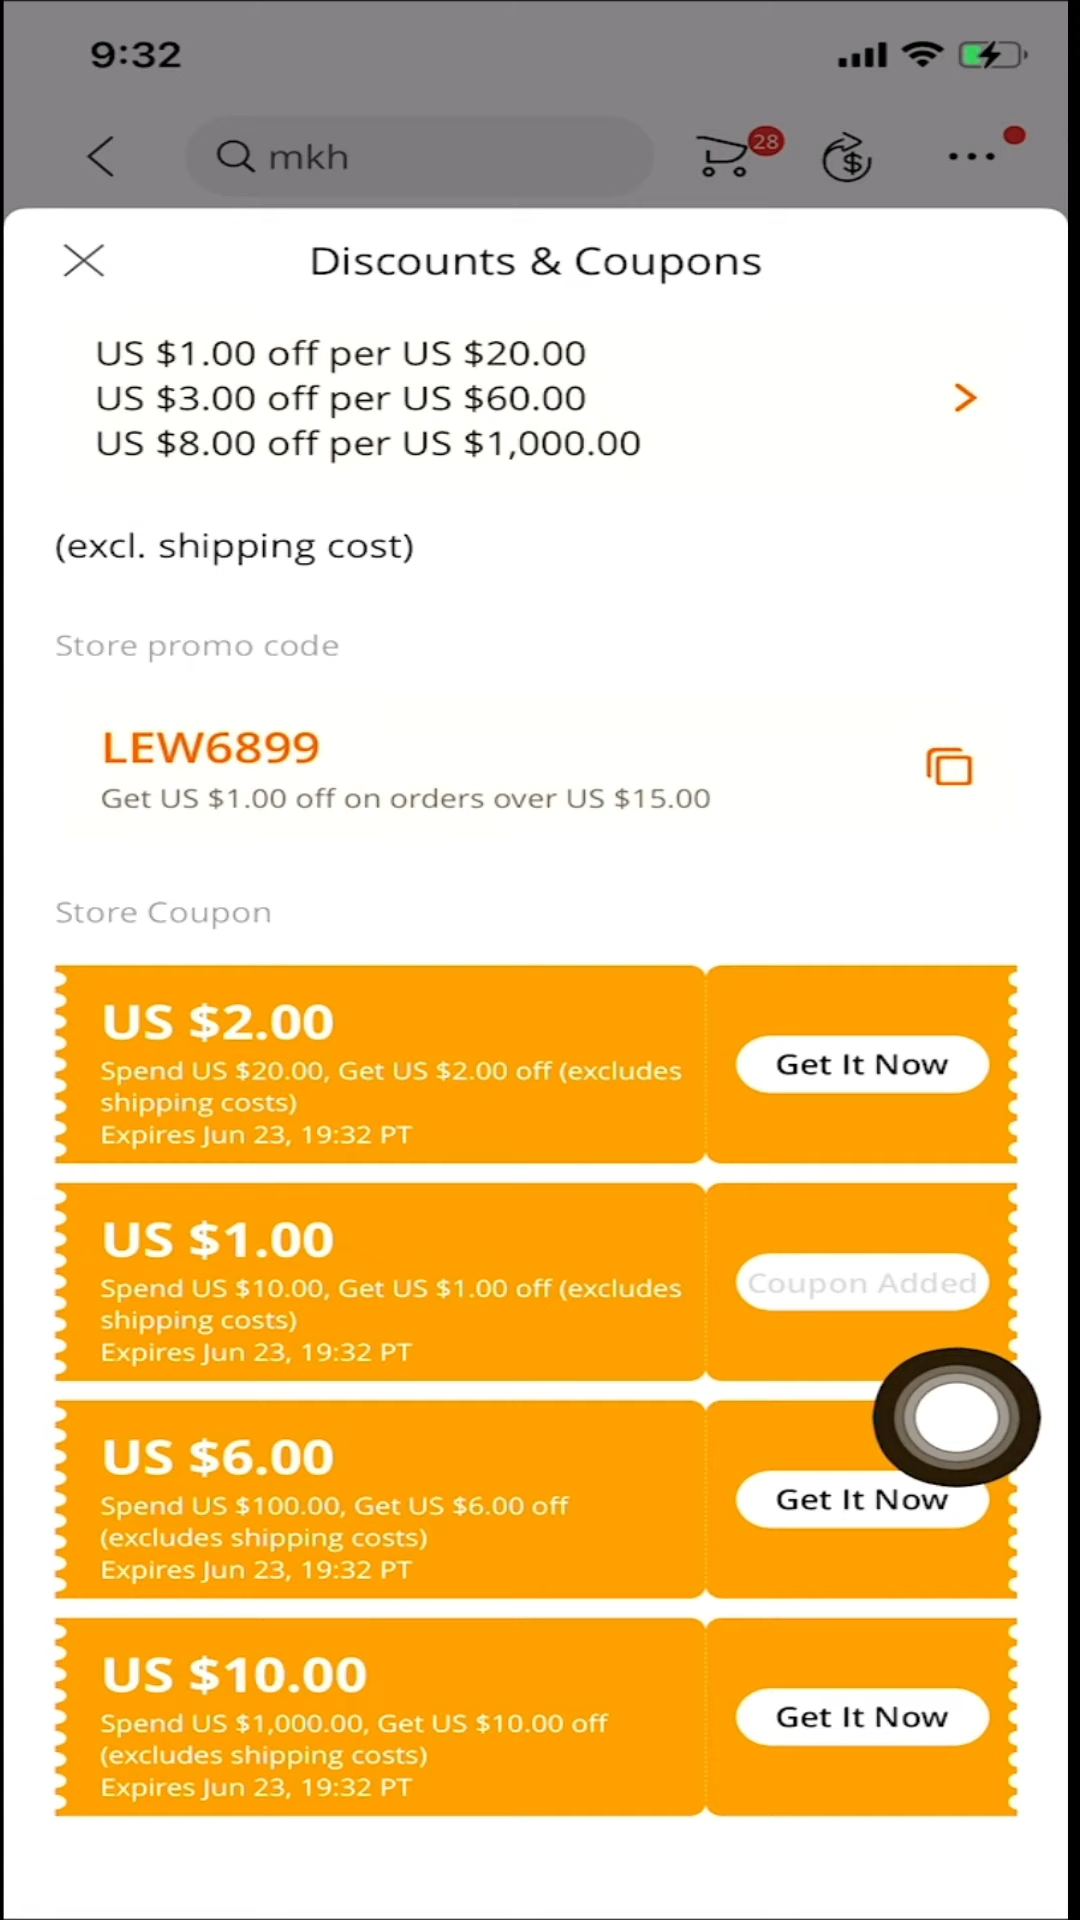 9:32
mkh
28
Discounts & Coupons
US $1.00 off per US $20.00
US $3.00 off per US $60.00
US $8.00 off per US $1,000.00
(excl. shipping cost)
Store promo code
LEW6899
Get US $1.00 off on orders over US $15.00
Store Coupon
US $2.00
Spend US $20.00, Get US $2.00 off (excludes
shipping costs)
Expires Jun 23, 19:32 PT
Get It Now
US $1.00
Spend US $10.00, Get US $1.00 off (excludes
shipping costs)
Expires Jun 23, 19:32 PT
Coupon Added
US $6.00
Spend US $100.00, Get US $6.00 off
(excludes shipping costs)
Expires Jun 23, 19:32 PT
Get It Now
US $10.00
Spend US $1,000.00, Get US $10.00 off
(excludes shipping costs)
Expires Jun 23, 19:32 PT
Get It Now